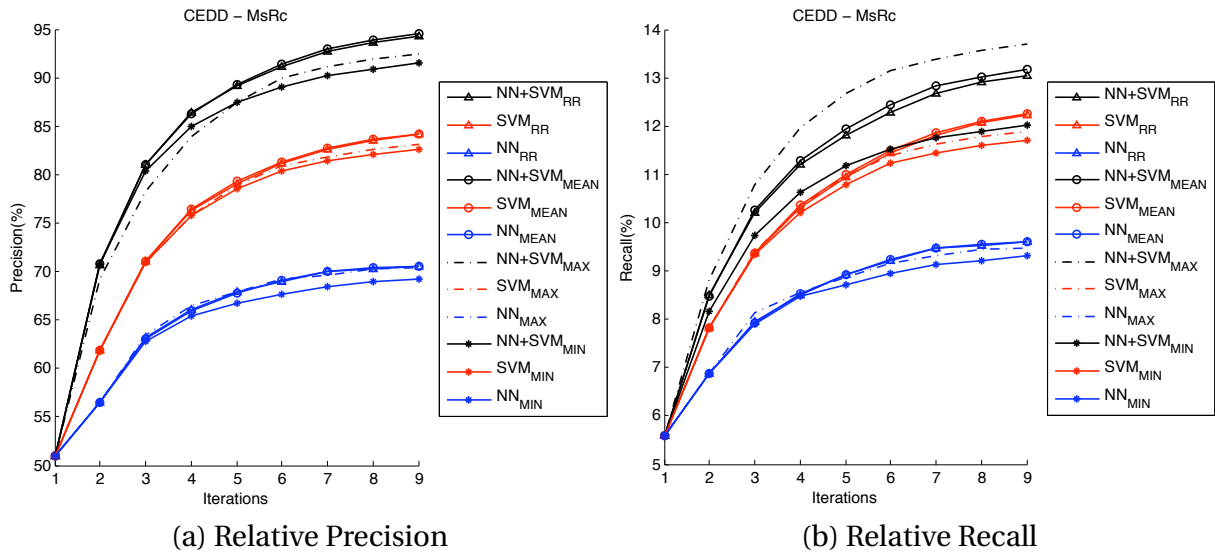 CEDD – MsRc
95
90
85
80
75
70
65
60
55
50
Precision(%)
1 2 3 4 5 6 7 8 9
Iterations
NN+SVM_RR
SVM_RR
NN_RR
NN+SVM_MEAN
SVM_MEAN
NN_MEAN
NN+SVM_MAX
SVM_MAX
NN_MAX
NN+SVM_MIN
SVM_MIN
NN_MIN
(a) Relative Precision
CEDD – MsRc
14
13
12
11
10
9
8
7
6
5
Recall(%)
1 2 3 4 5 6 7 8 9
Iterations
NN+SVM_RR
SVM_RR
NN_RR
NN+SVM_MEAN
SVM_MEAN
NN_MEAN
NN+SVM_MAX
SVM_MAX
NN_MAX
NN+SVM_MIN
SVM_MIN
NN_MIN
(b) Relative Recall